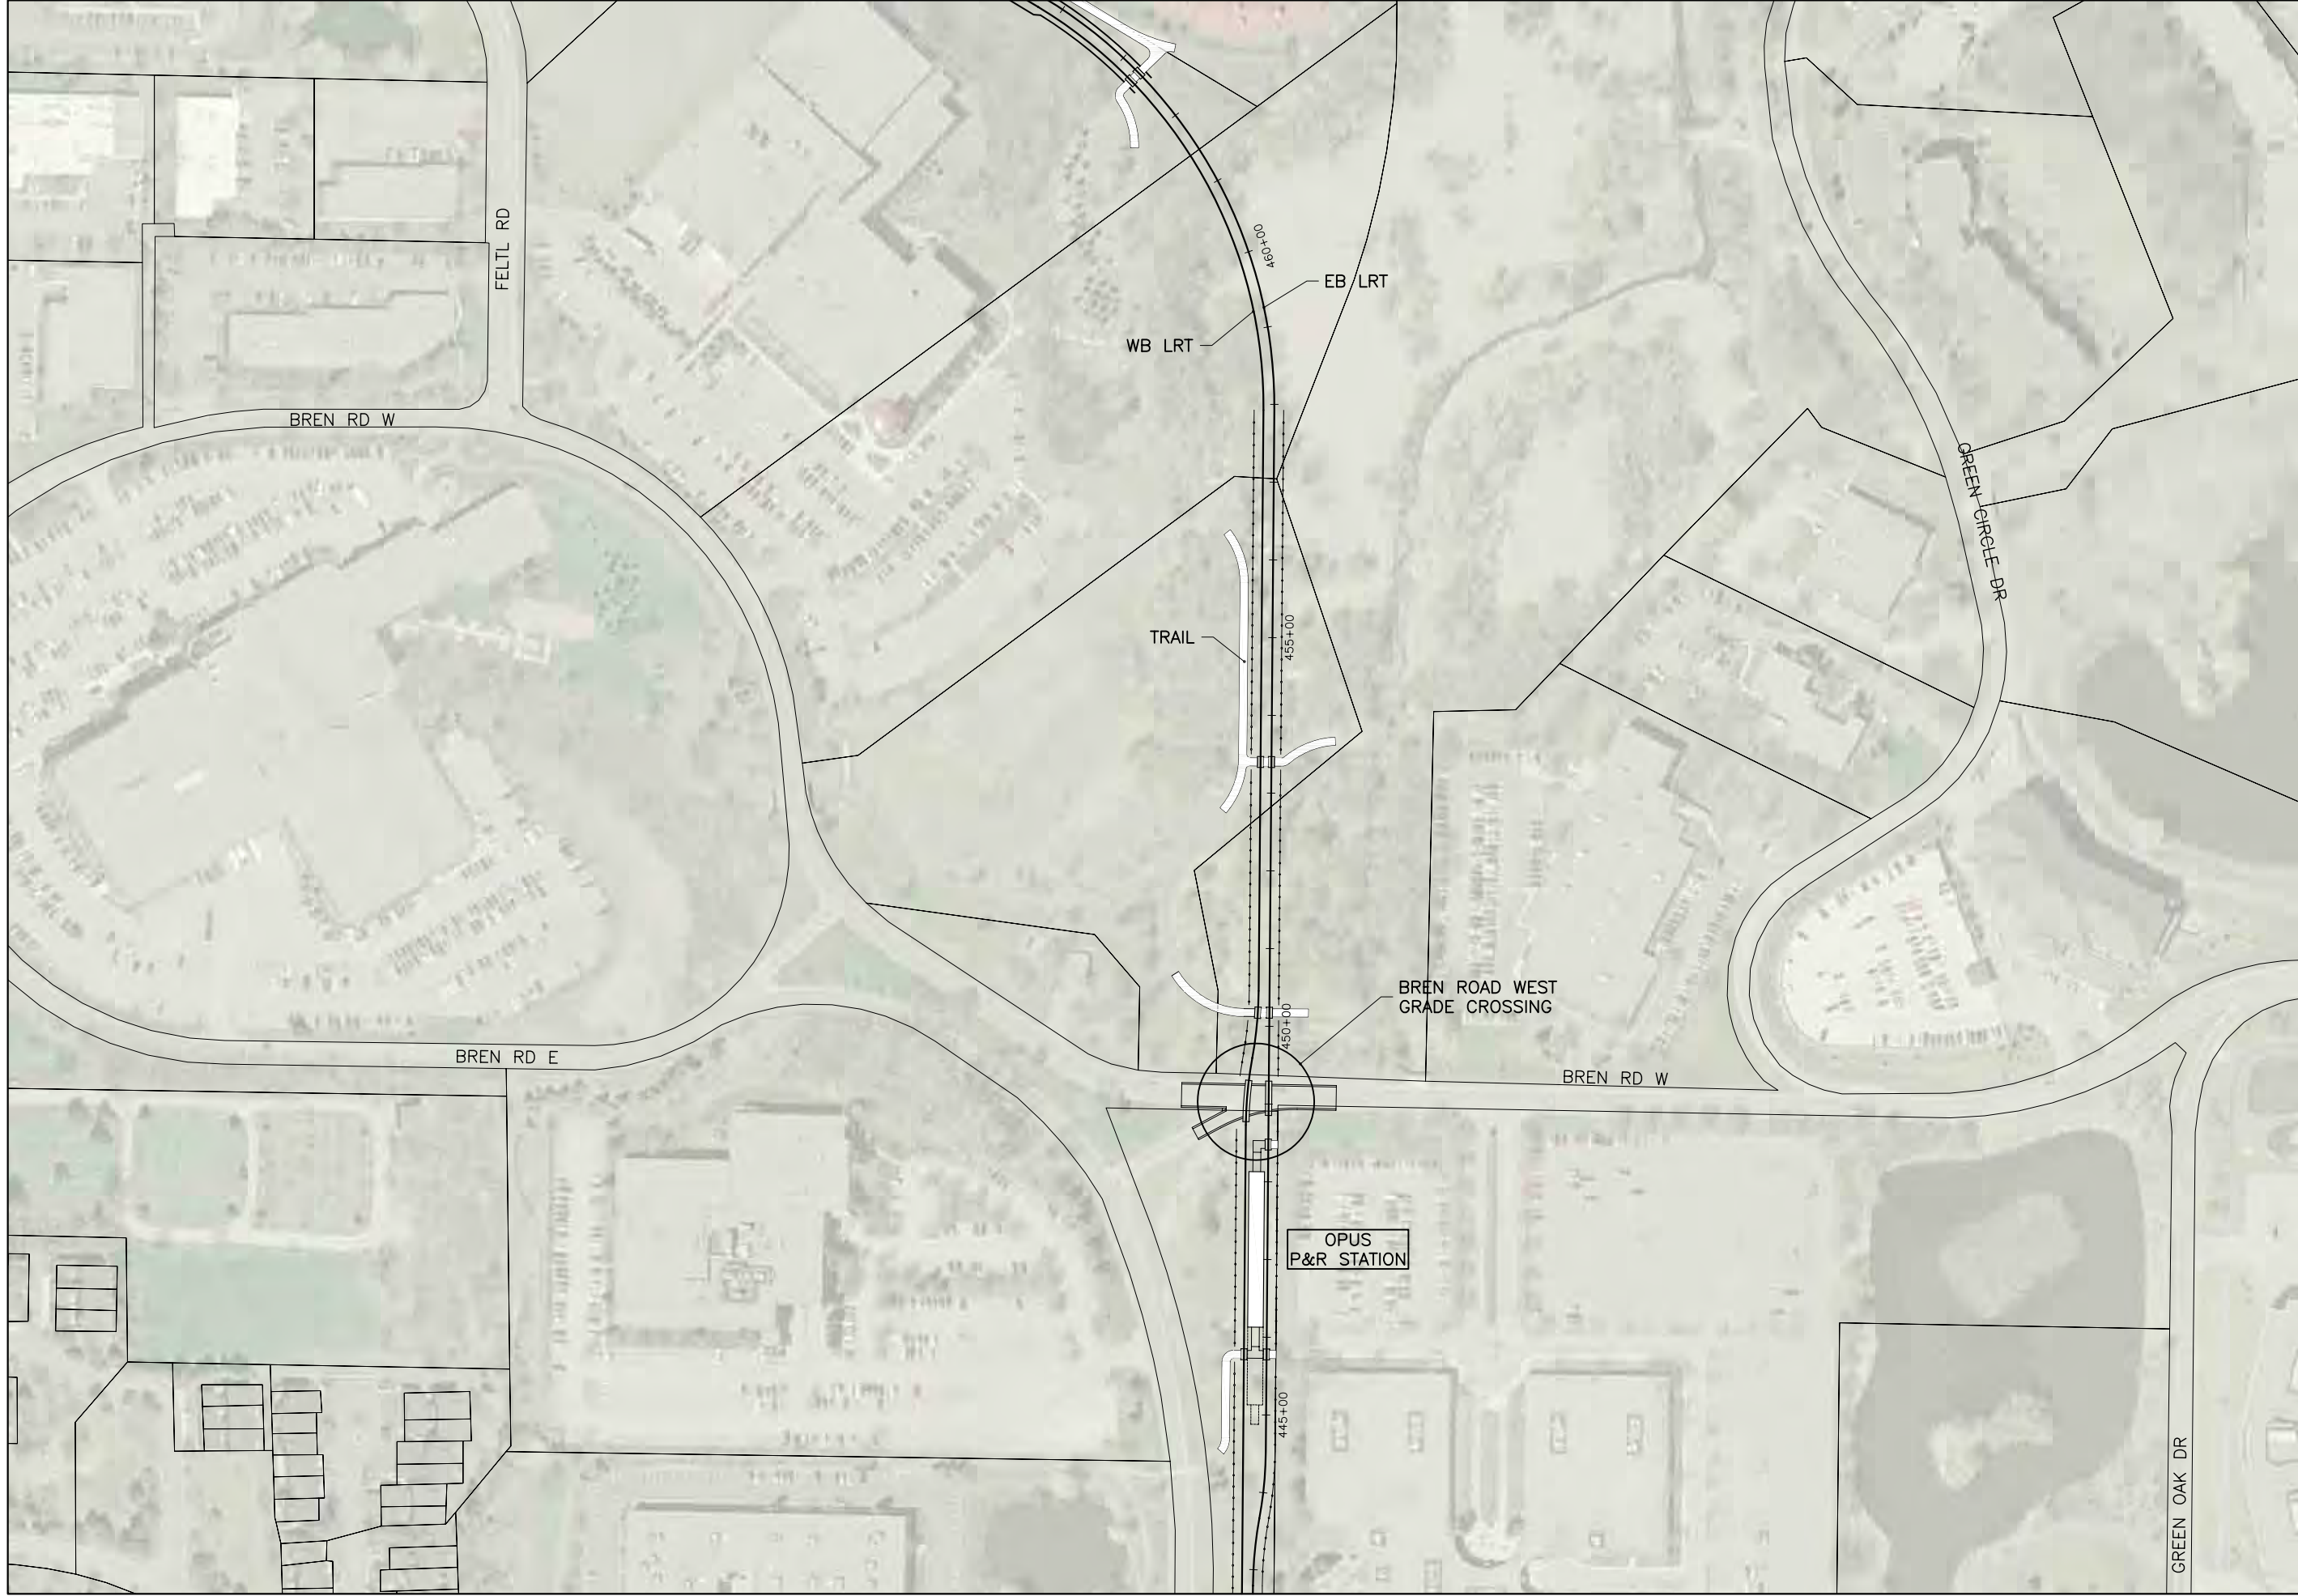 FELTL RD
460+00
EB LRT
WB LRT
BREN RD W
GREEN CIRCLE DR
TRAIL
455+00
BREN ROAD WEST
GRADE CROSSING
450+00
BREN RD E
BREN RD W
OPUS
P&R STATION
445+00
GREEN OAK DR